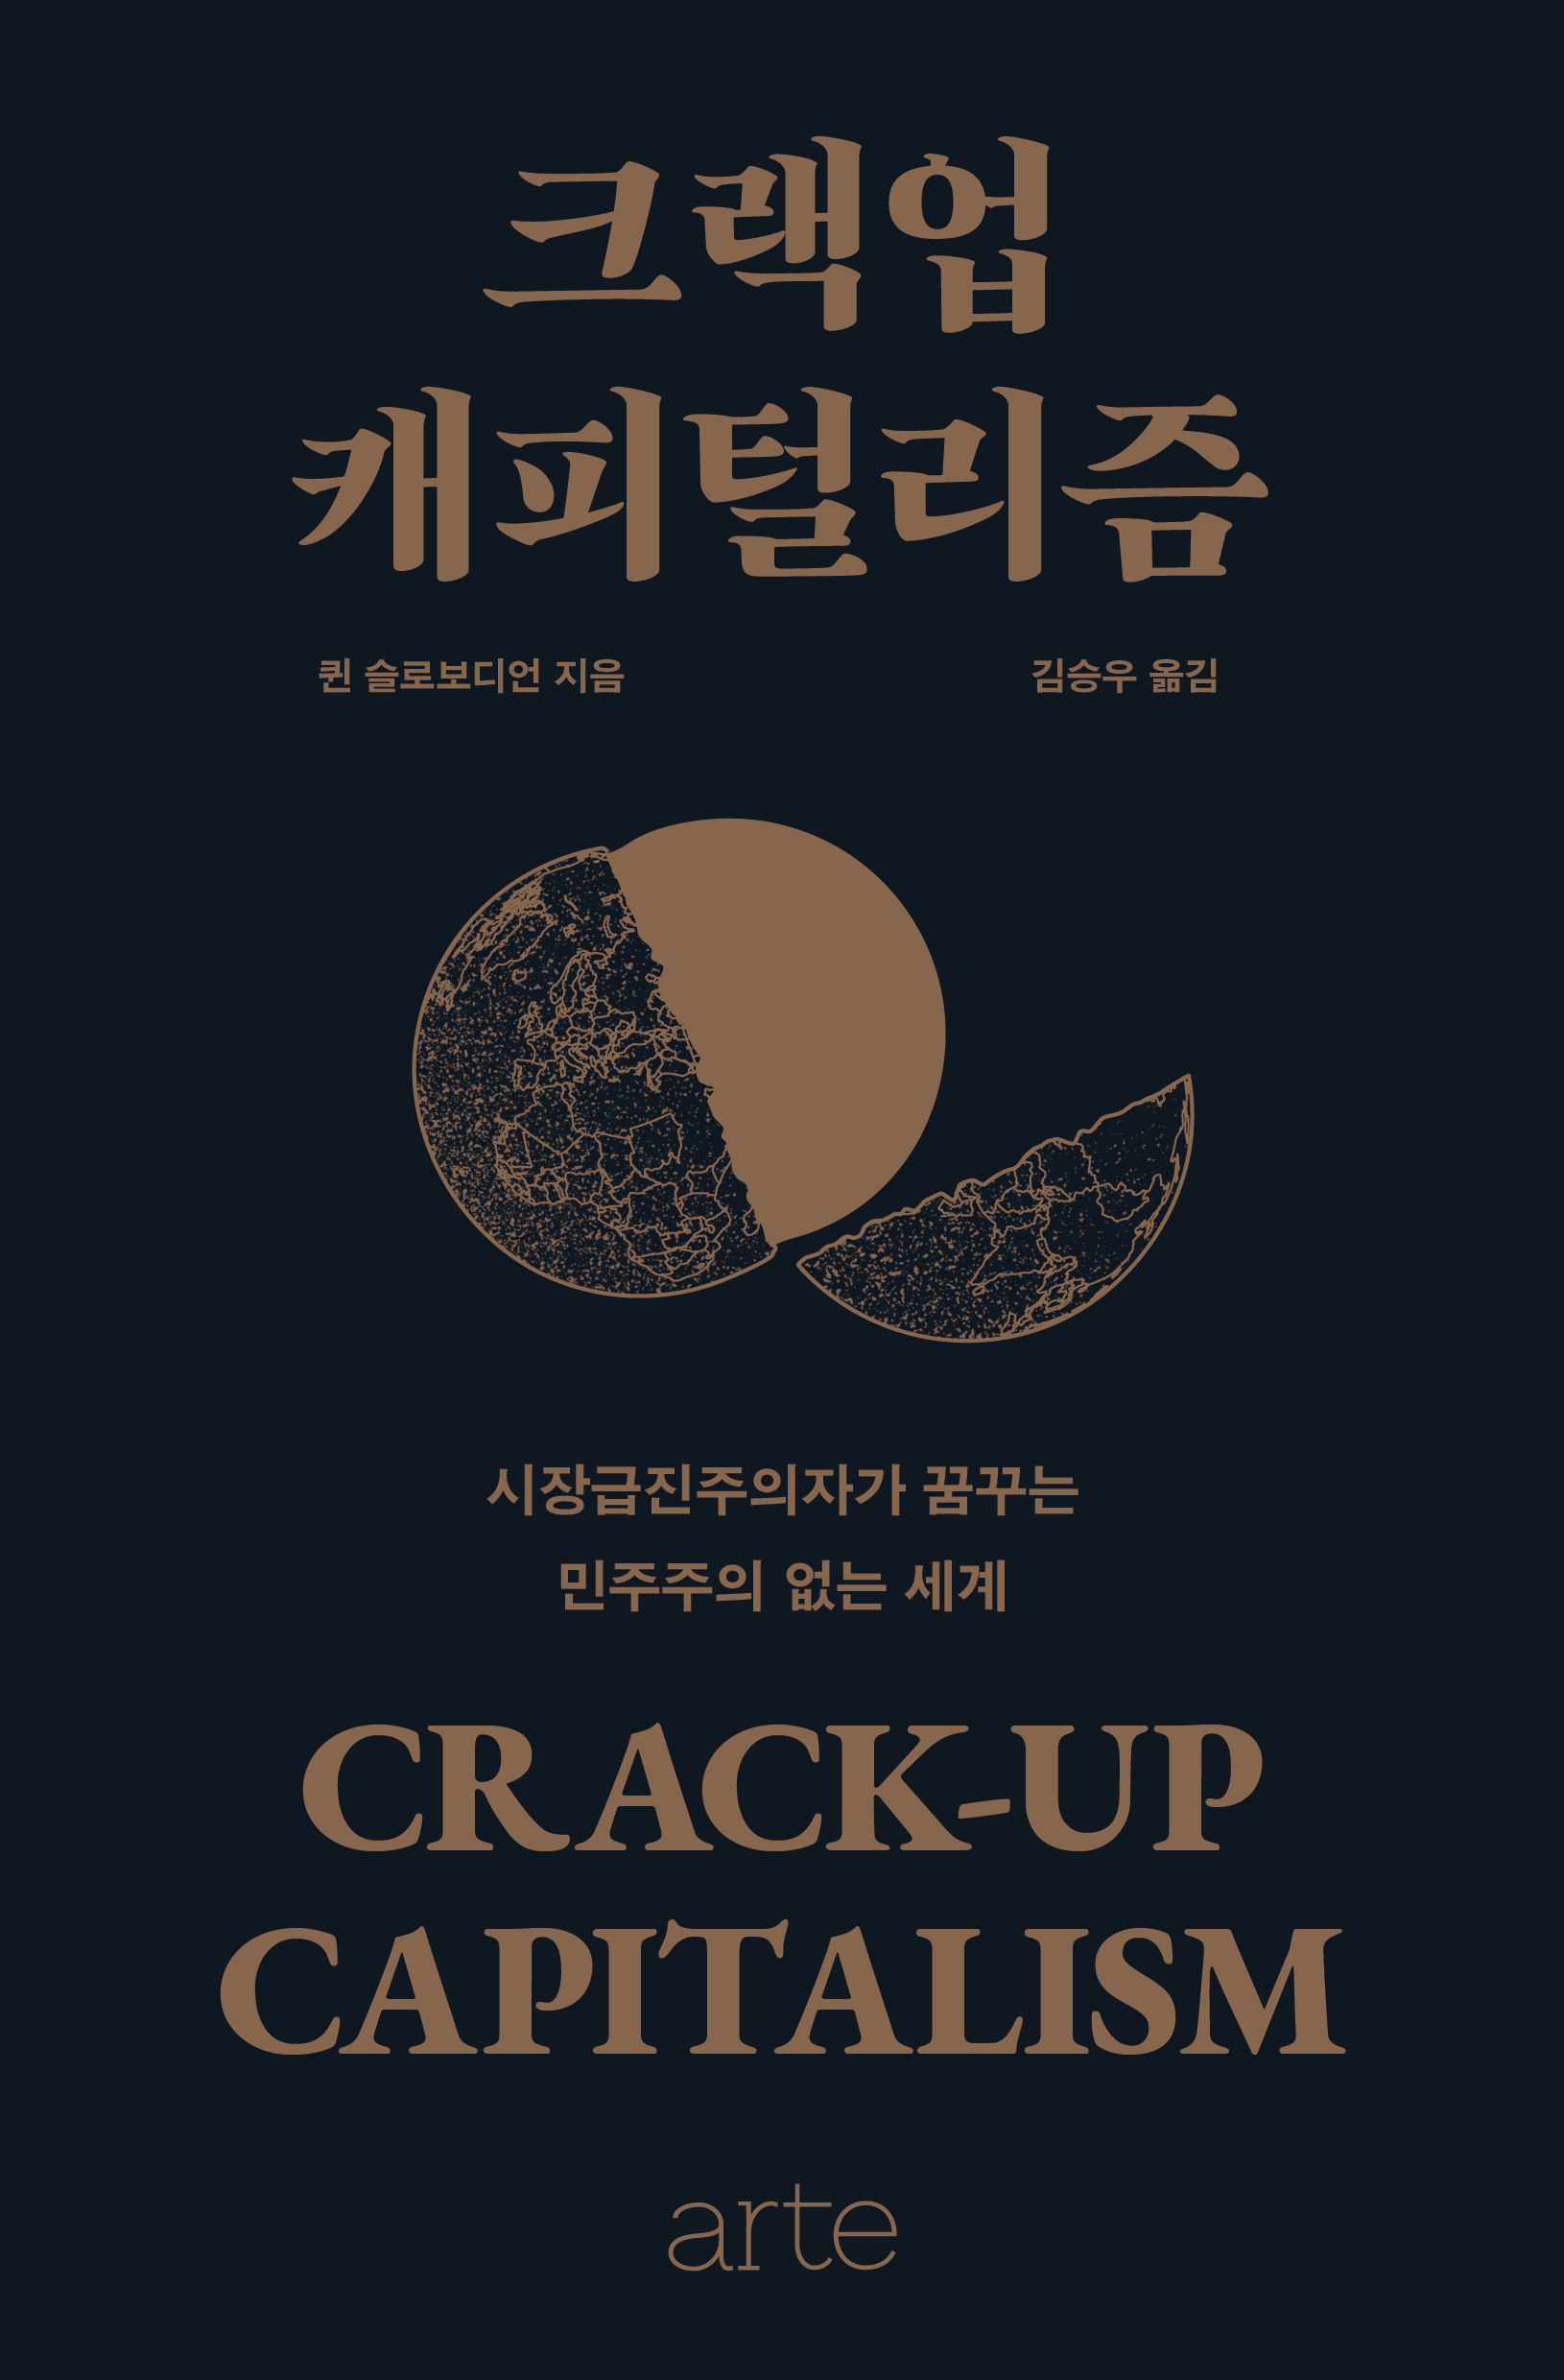 크랙업
캐피털리즘
퀸 슬로보디언 지음
김승우 옮김
시장급진주의자가 꿈꾸는
민주주의 없는 세계
CRACK-UP
CAPITALISM
arte